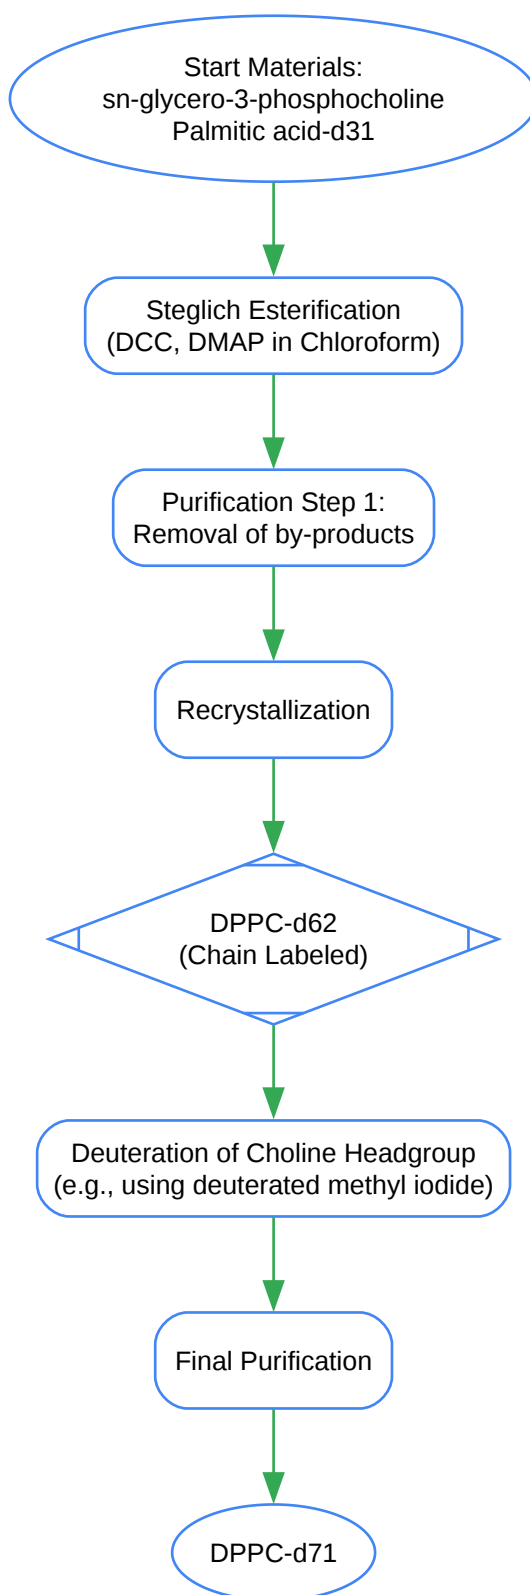 Start Materials:
sn-glycero-3-phosphocholine
Palmitic acid-d31
Steglich Esterification
(DCC, DMAP in Chloroform)
Purification Step 1:
Removal of by-products
Recrystallization
DPPC-d62
(Chain Labeled)
Deuteration of Choline Headgroup
(e.g., using deuterated methyl iodide)
Final Purification
DPPC-d71